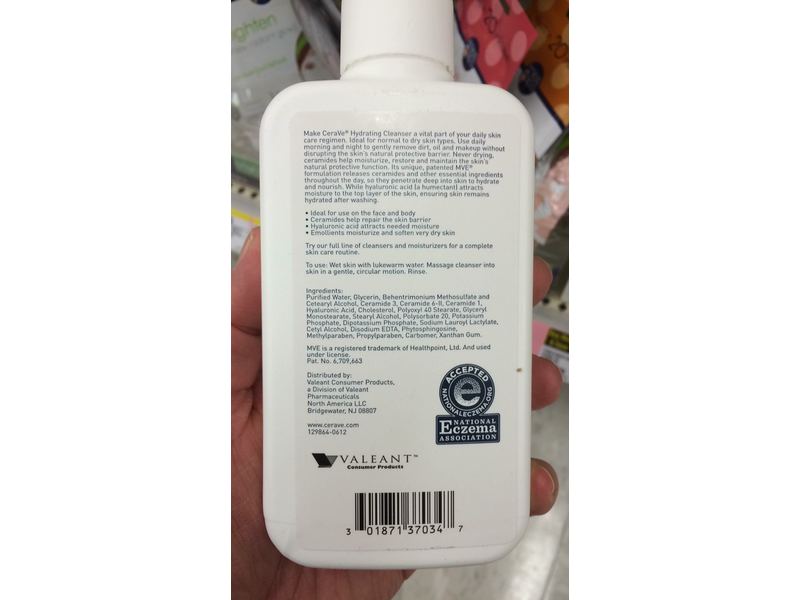 ghten
20
Make CeraVe® Hydrating Cleanser a vital part of your daily skin
care regimen. Ideal for normal to dry skin types. Use daily
morning and night to gently remove dirt, oil and makeup without
disrupting the skin's natural protective barrier. Never drying,
ceramides help moisturize, restore and maintain the skin's
natural protective function. Its unique, patented MVE®
formulation releases ceramides and other essential ingredients
throughout the day, so they penetrate deep into skin to hydrate
and nourish. While hyaluronic acid (a humectant) attracts
moisture to the top layer of the skin, ensuring skin remains
hydrated after washing.
• Ideal for use on the face and body
• Ceramides help repair the skin barrier
• Hyaluronic acid attracts needed moisture
• Emollients moisturize and soften very dry skin
Try our full line of cleansers and moisturizers for a complete
skin care routine.
To use: Wet skin with lukewarm water. Massage cleanser into
skin in a gentle, circular motion. Rinse.
Ingredients:
Purified Water, Glycerin, Behentrimonium Methosulfate and
Cetearyl Alcohol, Ceramide 3, Ceramide 6-II, Ceramide 1,
Hyaluronic Acid, Cholesterol, Polyoxyl 40 Stearate, Glyceryl
Monostearate, Stearyl Alcohol, Polysorbate 20, Potassium
Phosphate, Dipotassium Phosphate, Sodium Lauroyl Lactylate,
Cetyl Alcohol, Disodium EDTA, Phytosphingosine,
Methylparaben, Propylparaben, Carbomer, Xanthan Gum.
MVE is a registered trademark of Healthpoint, Ltd. And used
under license.
Pat. No. 6,709,663
Distributed by:
Valeant Consumer Products,
a Division of Valeant
Pharmaceuticals
North America LLC
Bridgewater, NJ 08807
www.cerave.com
129864-0612
ACCEPTED
e
NATIONALECZEMA.ORG
NATIONAL
Eczema
ASSOCIATION
VALEANT™
Consumer Products
3 01871 37034 7